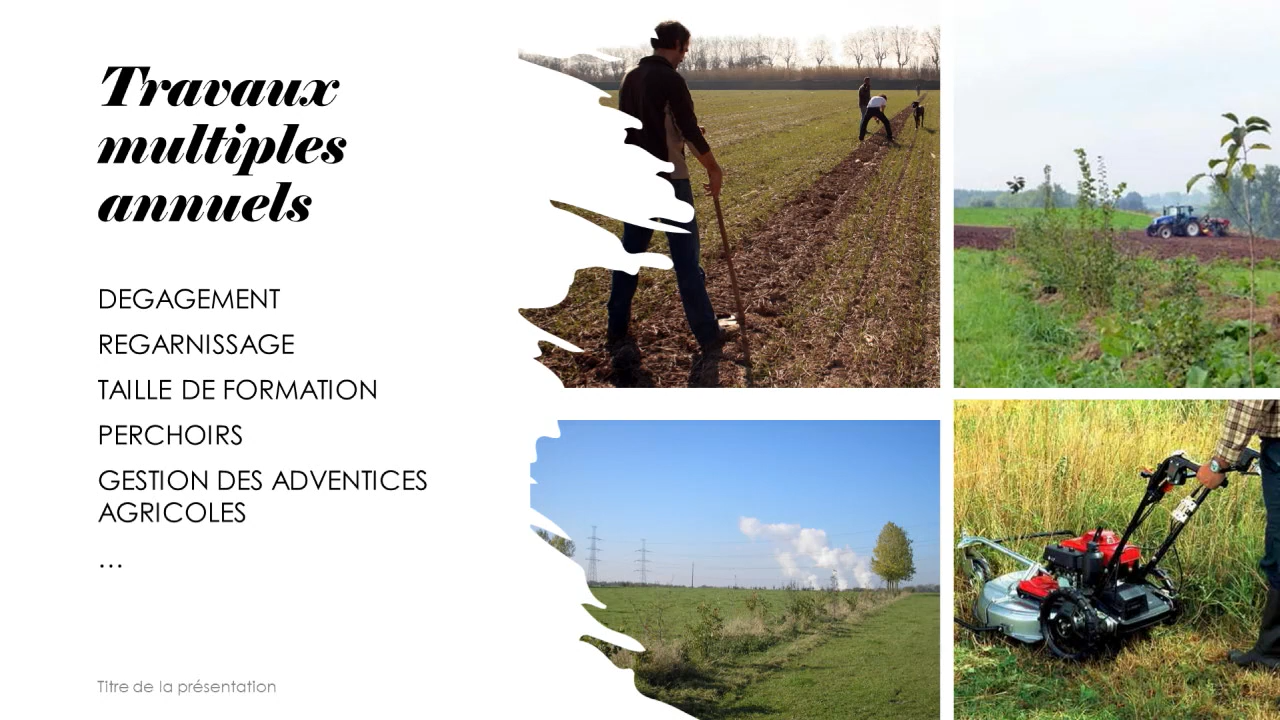 Travaux
multiples
annuels
DEGAGEMENT
REGARNISSAGE
TAILLE DE FORMATION
PERCHOIRS
GESTION DES ADVENTICES
AGRICOLES
…
Titre de la présentation